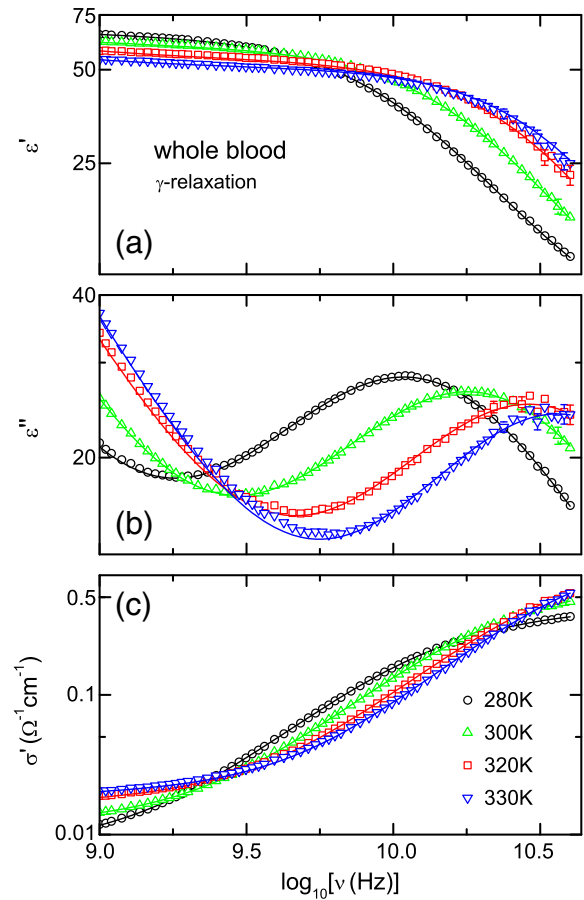 75
50
25
ε'
whole blood
γ-relaxation
(a)
40
20
ε''
(b)
(c)
0.5
0.1
0.01
σ' (Ω⁻¹cm⁻¹)
280K
300K
320K
330K
9.0 9.5 10.0 10.5
log₁₀[ν (Hz)]